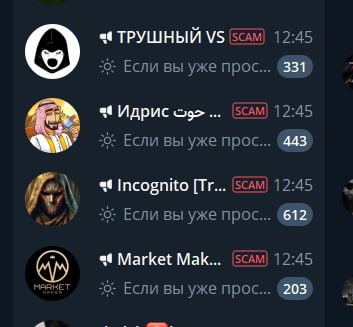 ТРУШНЫЙ VS SCAM 12:45
Если вы уже прос... 331
Идрис حوت ... SCAM 12:45
Если вы уже прос... 443
Incognito [Tr... SCAM 12:45
Если вы уже прос... 612
Market Mak... SCAM 12:45
Если вы уже прос... 203
MARKET
MAKER